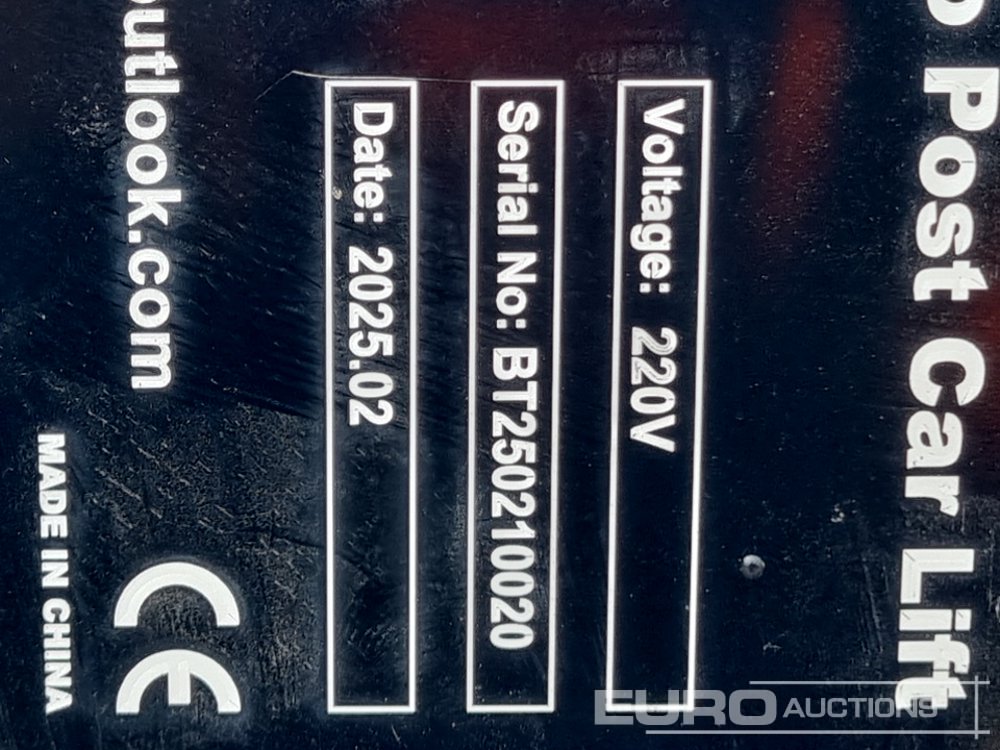 Post Car Lift
Voltage: 220V
Serial No: BT250210020
Date: 2025.02
outlook.com
CE
MADE IN CHINA
EURO AUCTIONS